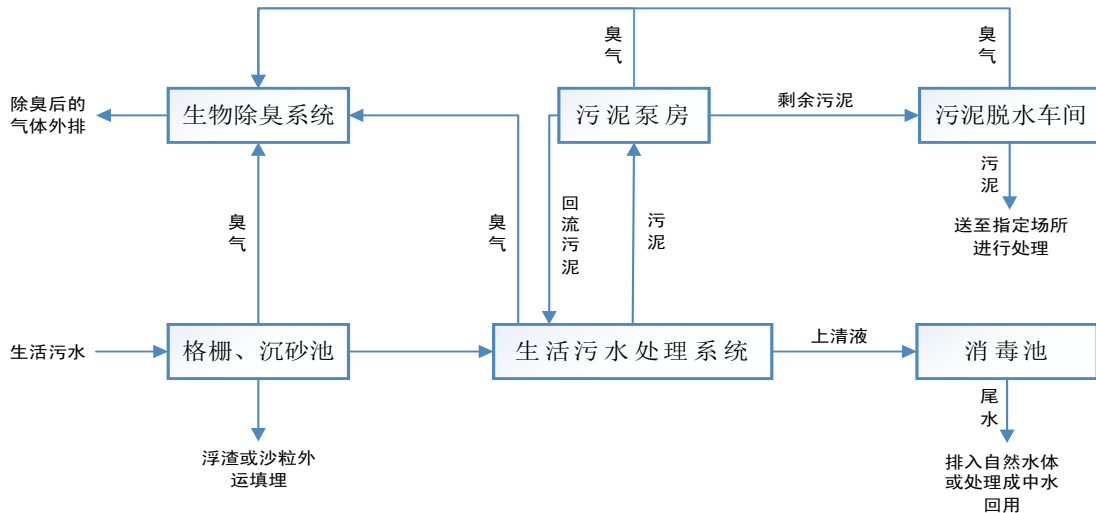 臭气
臭气
除臭后的
气体外排
生物除臭系统
污泥泵房
剩余污泥
污泥脱水车间
臭气
臭气
回流污泥
污泥
污泥
送至指定场所
进行处理
生活污水
格栅、沉砂池
生活污水处理系统
上清液
消毒池
尾水
浮渣或沙粒外
运填埋
排入自然水体
或处理成中水
回用